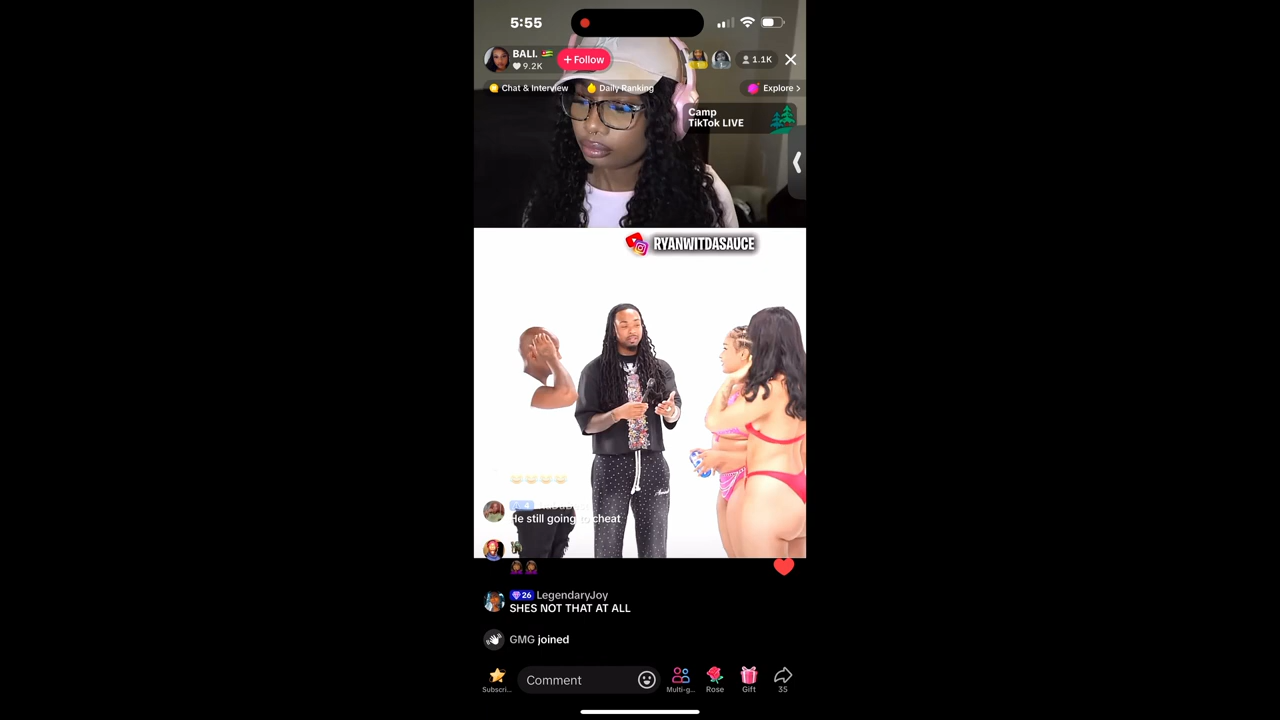 5:55
BALI.
9.2K
+ Follow
1.1K
Chat & Interview
Daily Ranking
Explore >
Camp
TikTok LIVE
RYANWITDASAUCE
He still going to cheat
26 LegendaryJoy
SHES NOT THAT AT ALL
GMG joined
Subscri...
Comment
Multi-g...
Rose
Gift
35